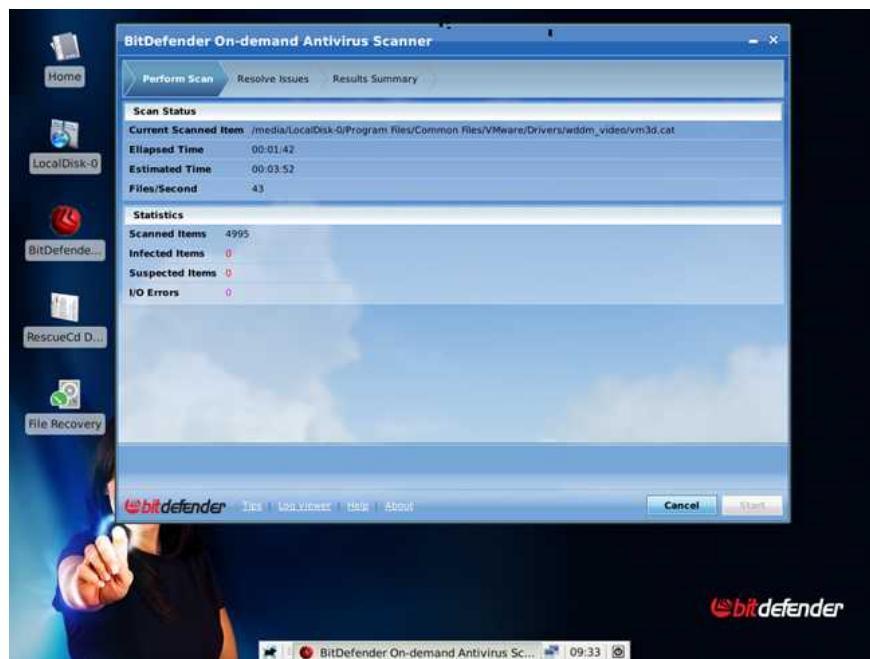 BitDefender On-demand Antivirus Scanner
Perform Scan Resolve Issues Results Summary
Scan Status
Current Scanned Item /media/LocalDisk-0/Program Files/Common Files/VMware/Drivers/wddm_video/vm3d.cat
Ellapsed Time 00:01:42
Estimated Time 00:03:52
Files/Second 43
Statistics
Scanned Items 4995
Infected Items 0
Suspected Items 0
I/O Errors 0
bitdefender Tips | Log viewer | Help | About
Cancel Start
Home
LocalDisk-0
BitDefende...
RescueCd D...
File Recovery
bitdefender
BitDefender On-demand Antivirus Sc... 09:33